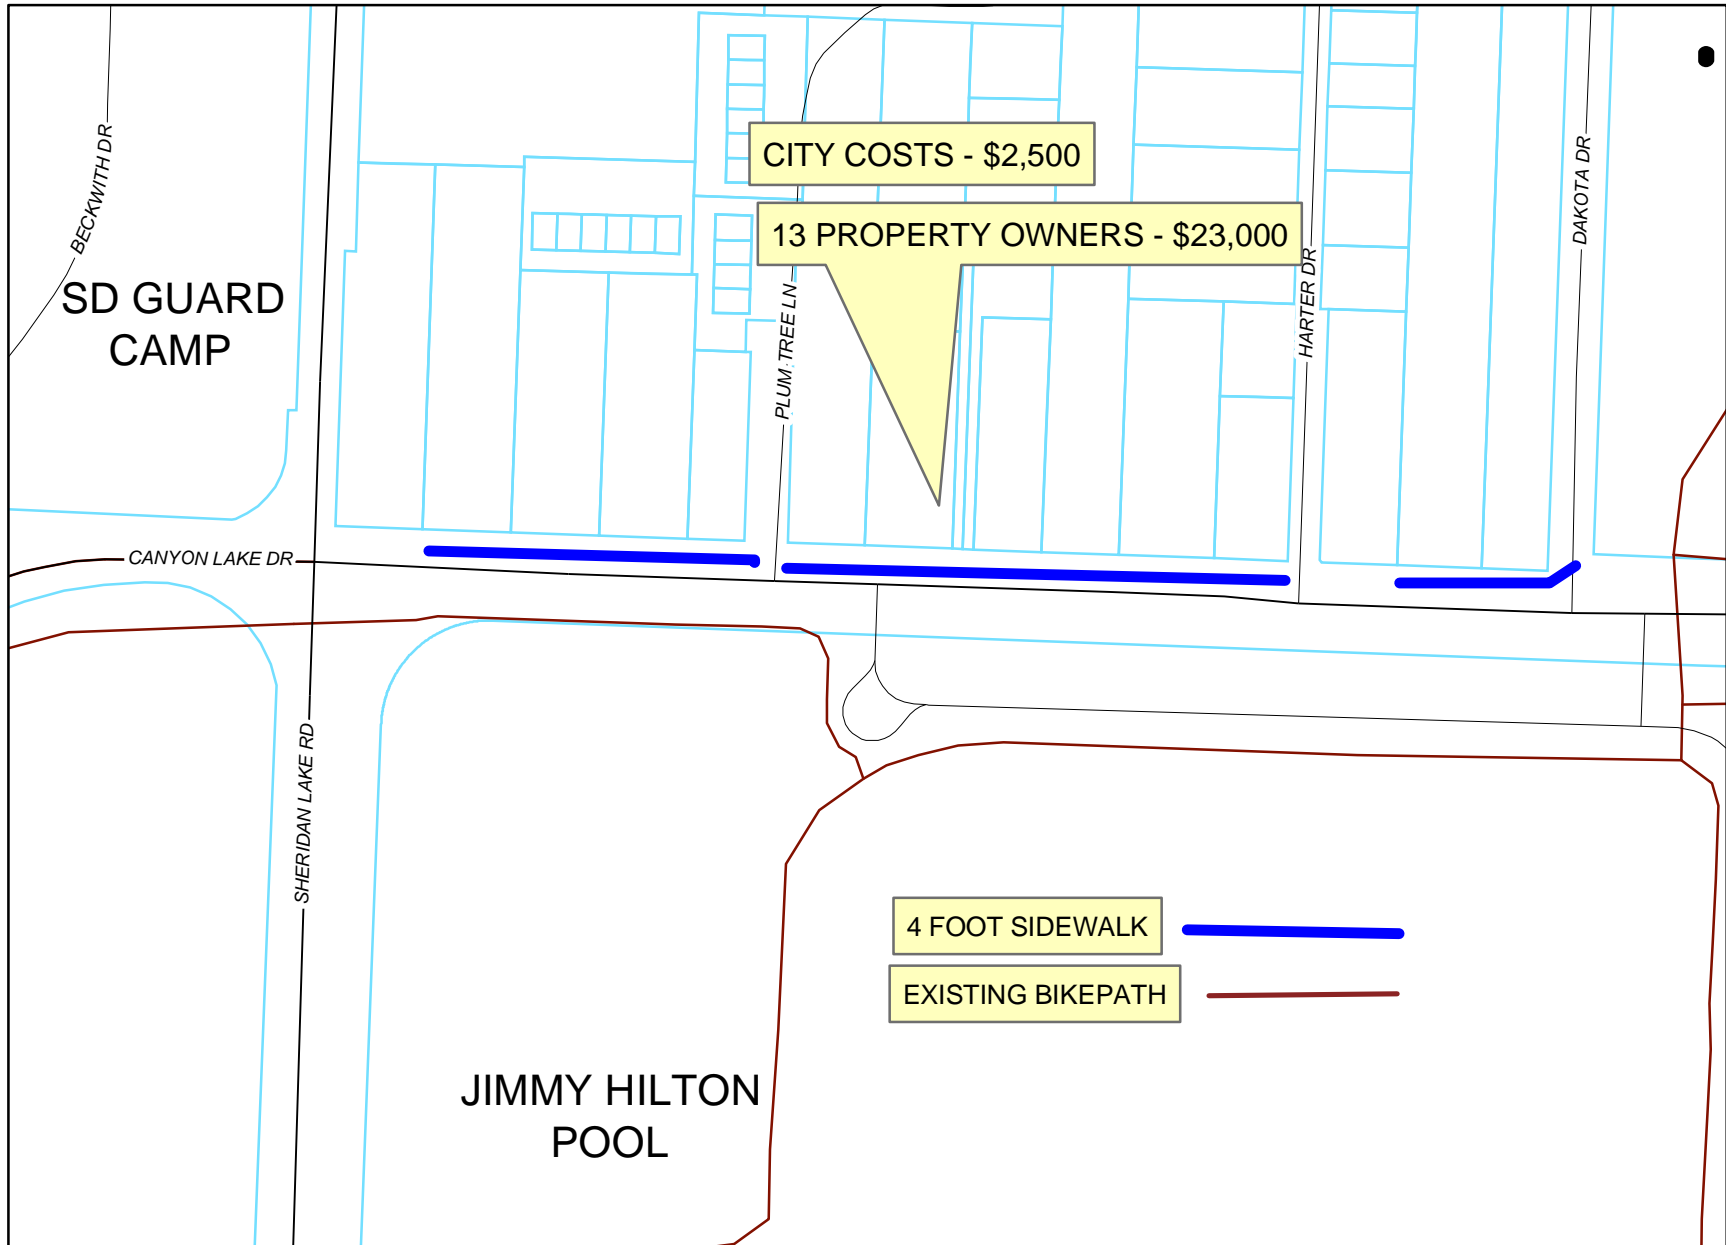 BECKWITH DR
SD GUARD
CAMP
CITY COSTS - $2,500
13 PROPERTY OWNERS - $23,000
PLUM TREE LN
HARTER DR
DAKOTA DR
CANYON LAKE DR
SHERIDAN LAKE RD
4 FOOT SIDEWALK
EXISTING BIKEPATH
JIMMY HILTON
POOL